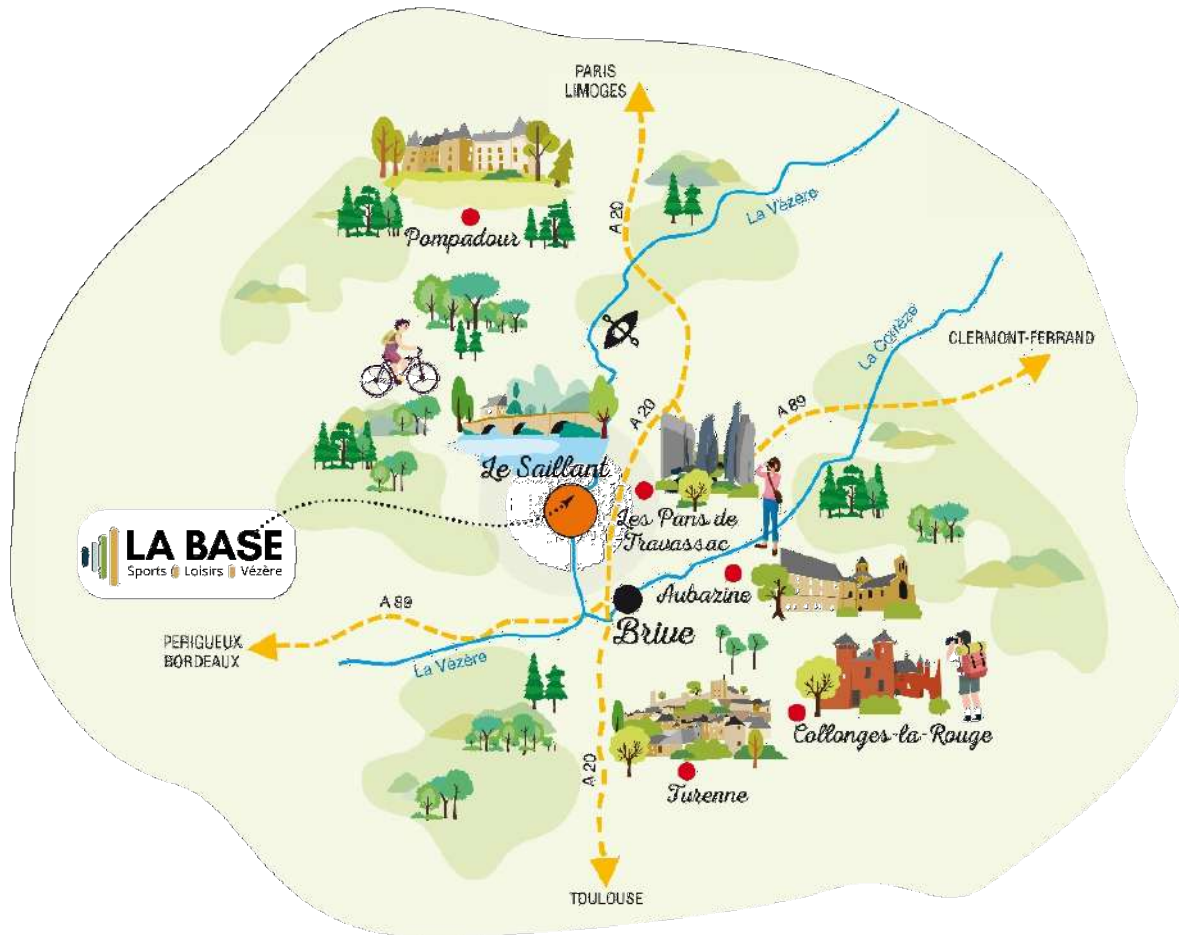 PARIS
LIMOGES
A 20
La Vézère
Pompadour
La Corrèze
CLERMONT-FERRAND
A 89
A 20
Le Saillant
Les Pans de
Travassac
LA BASE
Sports Loisirs Vézère
Aubazine
A 89
Brive
PERIGUEUX
BORDEAUX
La Vézère
Collonges-la-Rouge
A 20
Turenne
TOULOUSE